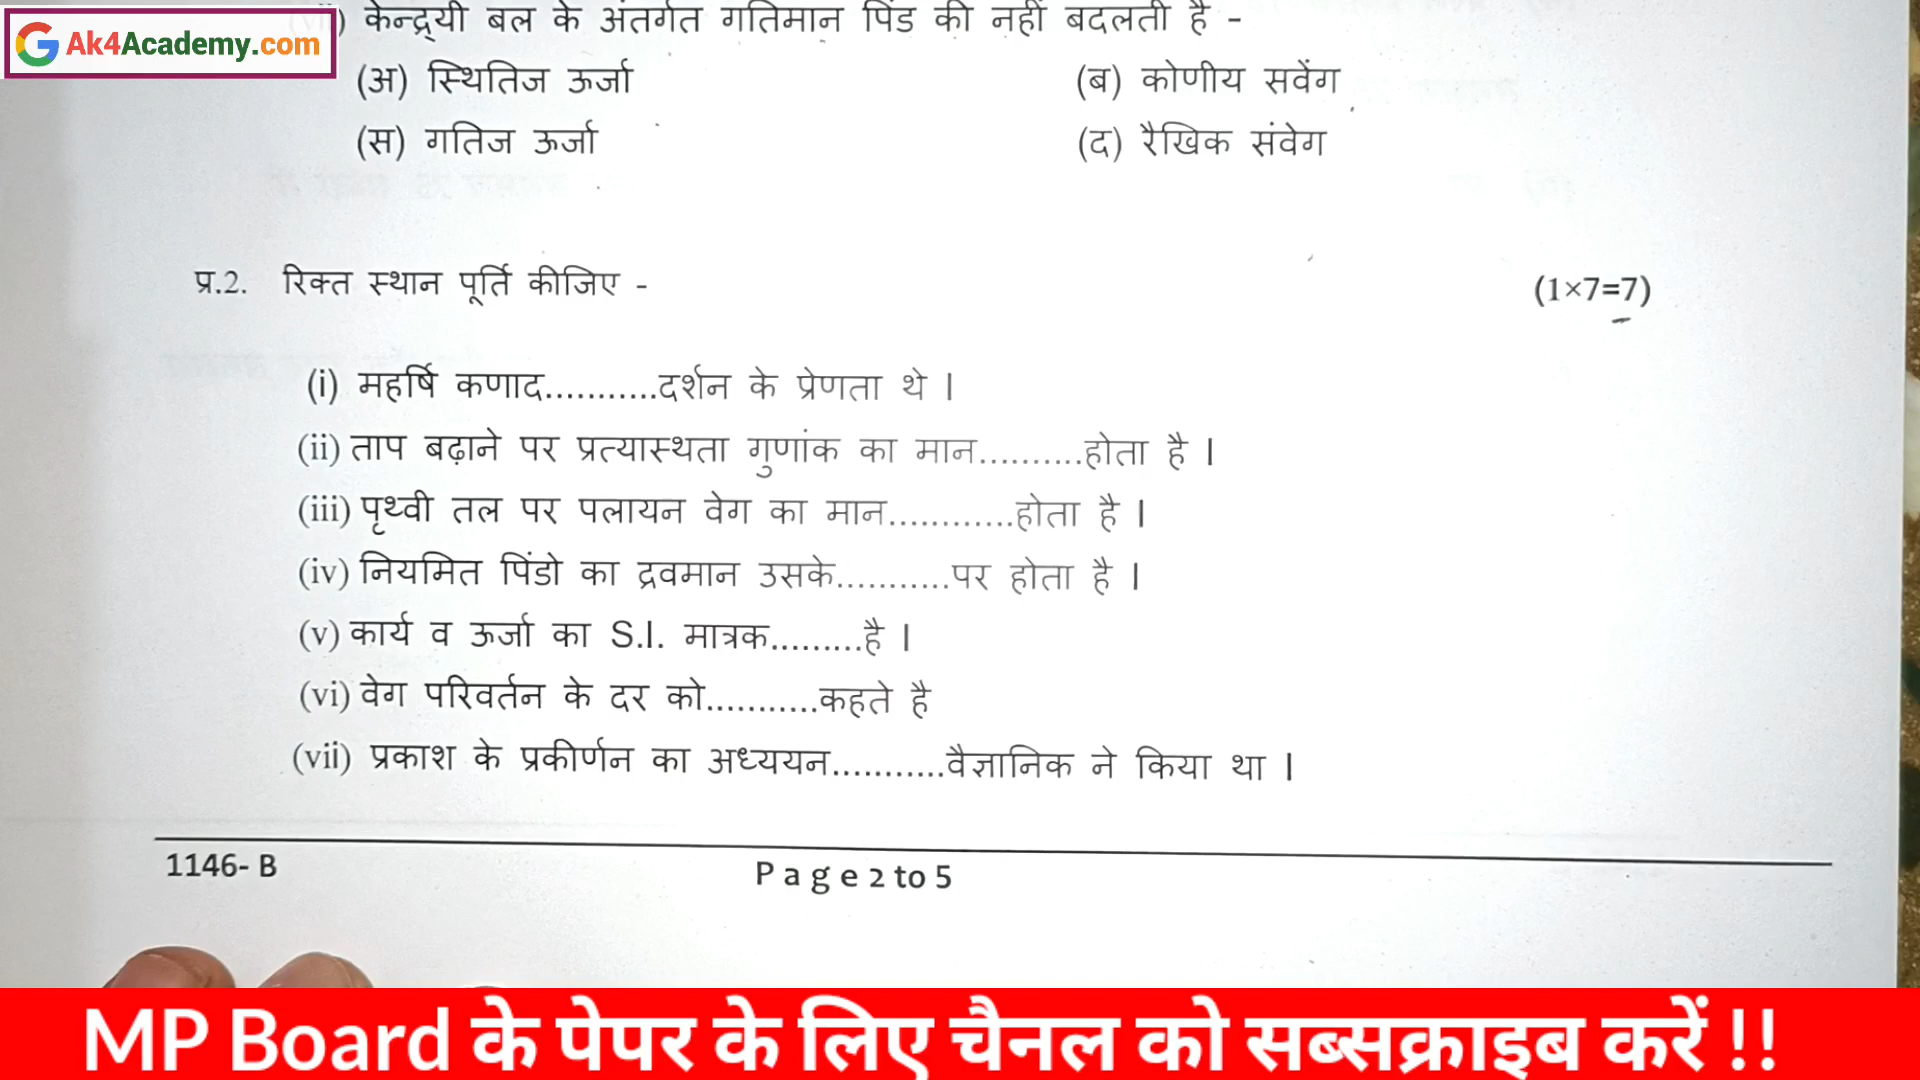 Ak4Academy.com
) केन्द्र्यी बल के अंतर्गत गतिमान पिंड की नहीं बदलती है -
(अ) स्थितिज ऊर्जा (ब) कोणीय सवेंग
(स) गतिज ऊर्जा (द) रैखिक संवेग
प्र.2. रिक्त स्थान पूर्ति कीजिए - (1×7=7)
(i) महर्षि कणाद...........दर्शन के प्रेणता थे |
(ii) ताप बढ़ाने पर प्रत्यास्थता गुणांक का मान..........होता है |
(iii) पृथ्वी तल पर पलायन वेग का मान............होता है |
(iv) नियमित पिंडो का द्रवमान उसके...........पर होता है |
(v) कार्य व ऊर्जा का S.I. मात्रक.........है |
(vi) वेग परिवर्तन के दर को...........कहते है
(vii) प्रकाश के प्रकीर्णन का अध्ययन...........वैज्ञानिक ने किया था |
1146- B Page 2 to 5
MP Board के पेपर के लिए चैनल को सब्सक्राइब करें !!